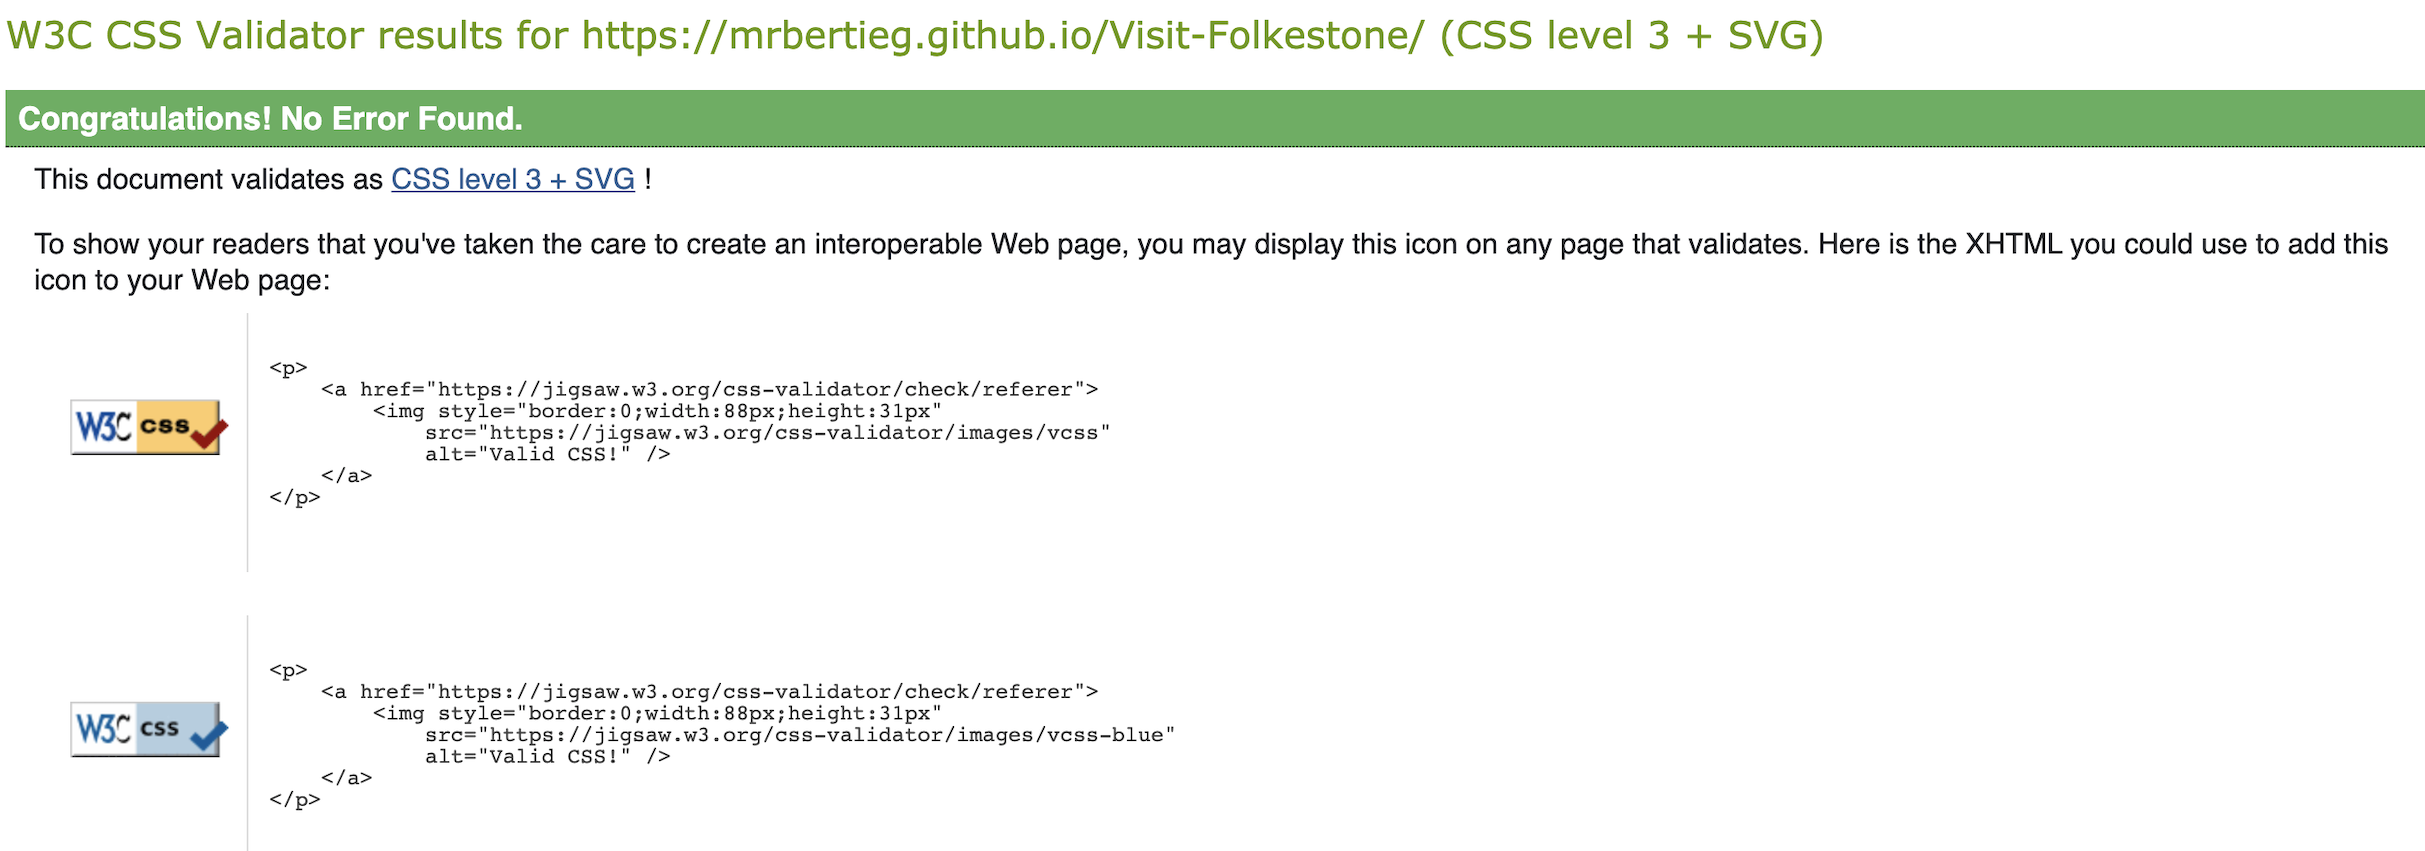 W3C CSS Validator results for https://mrbertieg.github.io/Visit-Folkestone/ (CSS level 3 + SVG)
Congratulations! No Error Found.
This document validates as CSS level 3 + SVG !
To show your readers that you've taken the care to create an interoperable Web page, you may display this icon on any page that validates. Here is the XHTML you could use to add this
icon to your Web page:
W3C css
<p>
    <a href="https://jigsaw.w3.org/css-validator/check/referer">
        <img style="border:0;width:88px;height:31px"
            src="https://jigsaw.w3.org/css-validator/images/vcss"
            alt="Valid CSS!" />
    </a>
</p>
W3C css
<p>
    <a href="https://jigsaw.w3.org/css-validator/check/referer">
        <img style="border:0;width:88px;height:31px"
            src="https://jigsaw.w3.org/css-validator/images/vcss-blue"
            alt="Valid CSS!" />
    </a>
</p>